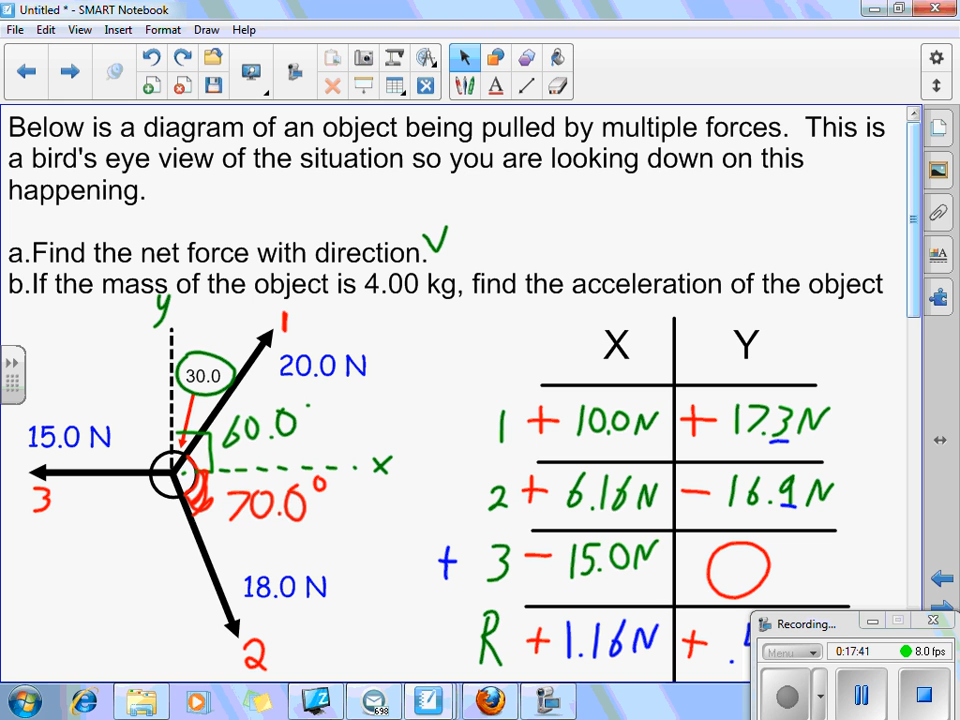 Untitled * - SMART Notebook
File Edit View Insert Format Draw Help
Below is a diagram of an object being pulled by multiple forces. This is
a bird's eye view of the situation so you are looking down on this
happening.
a.Find the net force with direction.
b.If the mass of the object is 4.00 kg, find the acceleration of the object
y
1
30.0
20.0 N
15.0 N
60.0°
x
3
70.0°
18.0 N
2
X Y
1 + 10.0N + 17.3N
2 + 6.16N - 16.9N
+ 3 - 15.0N 0
R + 1.16N + .4
Recording...
Menu 0:17:41 8.0 fps
698